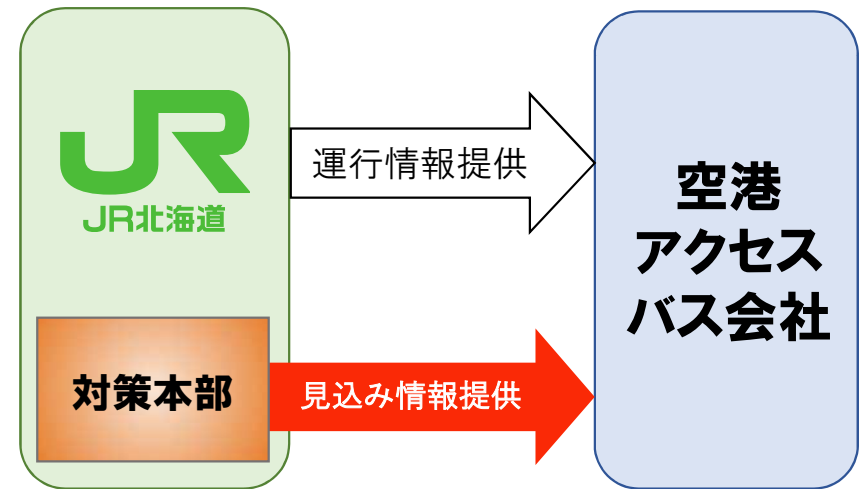 JR
JR北海道
運行情報提供
空港
アクセス
バス会社
対策本部
見込み情報提供